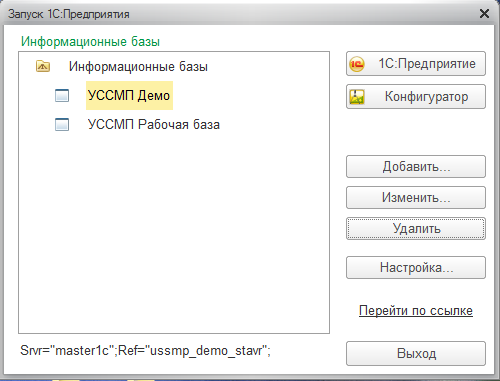 Запуск 1С:Предприятия
Информационные базы
Информационные базы
УССМП Демо
УССМП Рабочая база
1С:Предприятие
Конфигуратор
Добавить...
Изменить...
Удалить
Настройка...
Перейти по ссылке
Выход
Srvr="master1c";Ref="ussmp_demo_stavr";